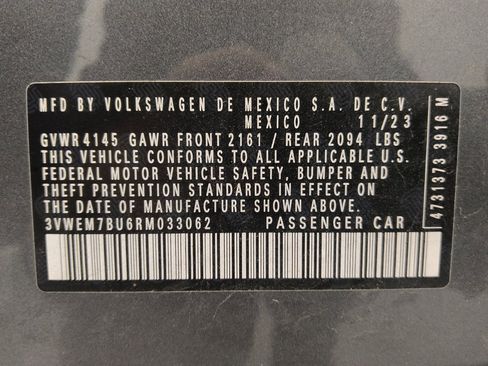 MFD BY VOLKSWAGEN DE MEXICO S.A. DE C.V.
MEXICO 11/23
GVWR 4145 GAWR FRONT 2161 / REAR 2094 LBS
THIS VEHICLE CONFORMS TO ALL APPLICABLE U.S.
FEDERAL MOTOR VEHICLE SAFETY, BUMPER AND
THEFT PREVENTION STANDARDS IN EFFECT ON
THE DATE OF MANUFACTURE SHOWN ABOVE.
3VWEM7BU6RM033062 PASSENGER CAR
4731373 3916 M